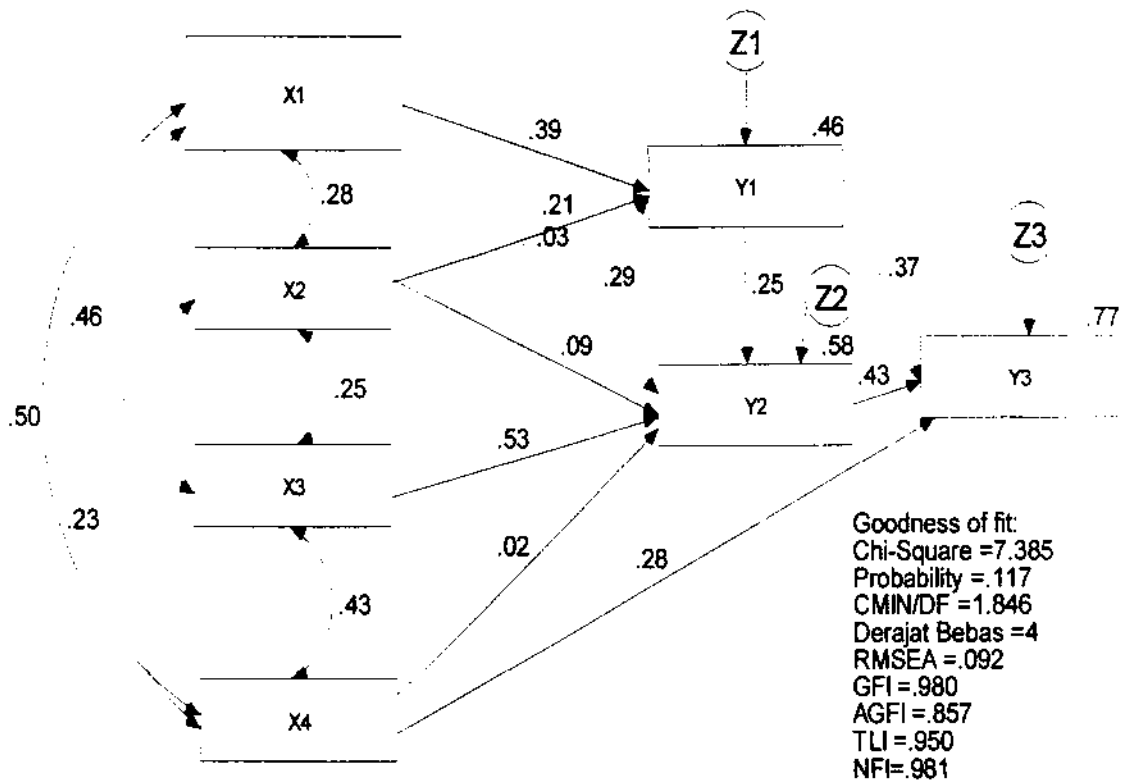 Z1
X1
.39
.46
Y1
.28
.21
.03
Z3
X2
.29
.25
Z2
.37
.46
.09
.58
.77
.43
Y3
.25
Y2
.50
.53
X3
.23
.02
.28
.43
X4
Goodness of fit:
Chi-Square =7.385
Probability =.117
CMIN/DF =1.846
Derajat Bebas =4
RMSEA =.092
GFI =.980
AGFI =.857
TLI =.950
NFI=.981